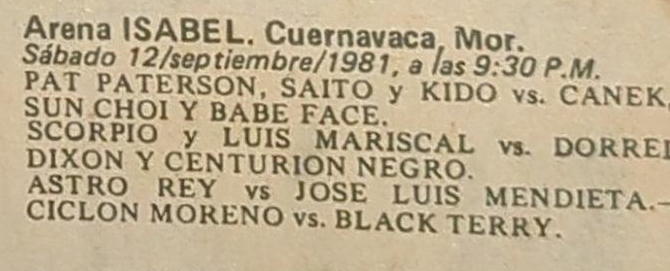 Arena ISABEL. Cuernavaca, Mor.
Sábado 12/septiembre/1981, a las 9:30 P.M.
PAT PATERSON, SAITO y KIDO vs. CANEK,
SUN CHOI Y BABE FACE.
SCORPIO y LUIS MARISCAL vs. DORREL
DIXON Y CENTURION NEGRO.
ASTRO REY vs JOSE LUIS MENDIETA.—
CICLON MORENO vs. BLACK TERRY.